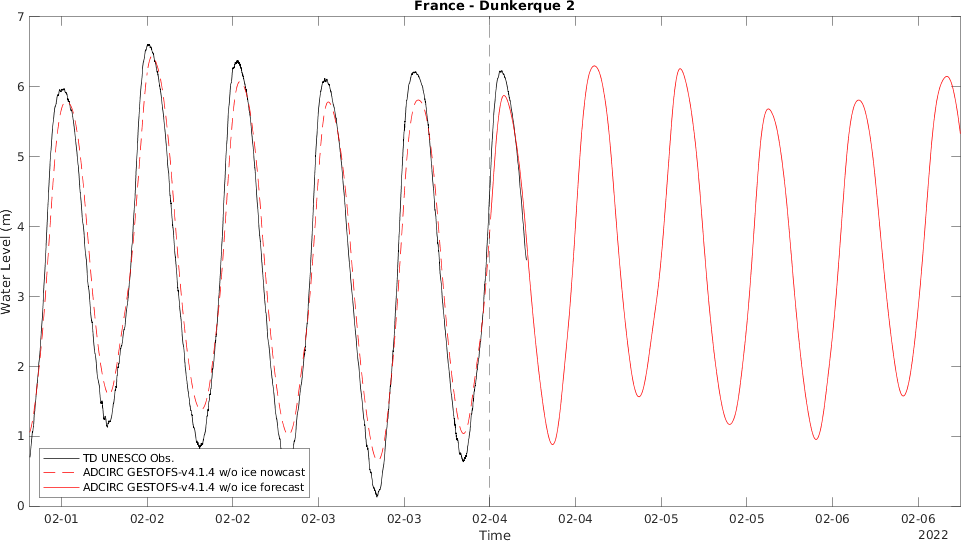 France - Dunkerque 2
7
6
5
4
3
2
1
0
Water Level (m)
TD UNESCO Obs.
ADCIRC GESTOFS-v4.1.4 w/o ice nowcast
ADCIRC GESTOFS-v4.1.4 w/o ice forecast
02-01 02-02 02-02 02-03 02-03 02-04 02-04 02-05 02-05 02-06 02-06
Time
2022